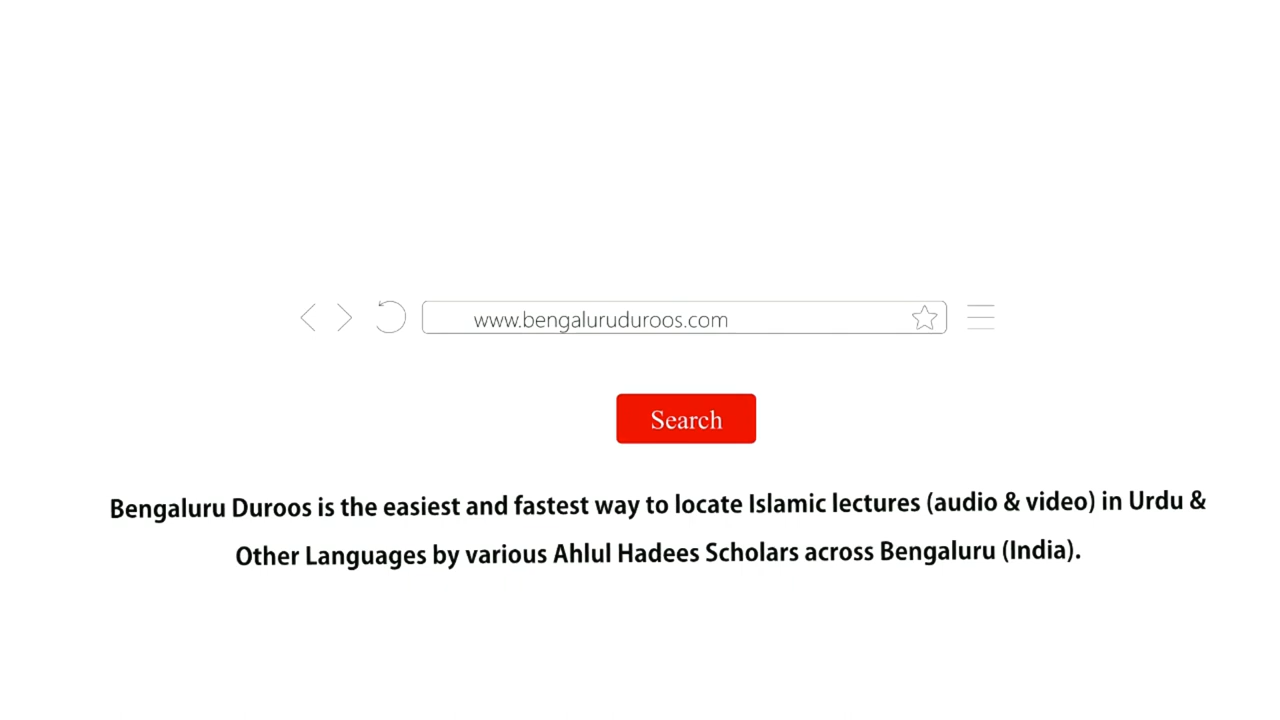 www.bengaluruduroos.com
Search
Bengaluru Duroos is the easiest and fastest way to locate Islamic lectures (audio & video) in Urdu &
Other Languages by various Ahlul Hadees Scholars across Bengaluru (India).